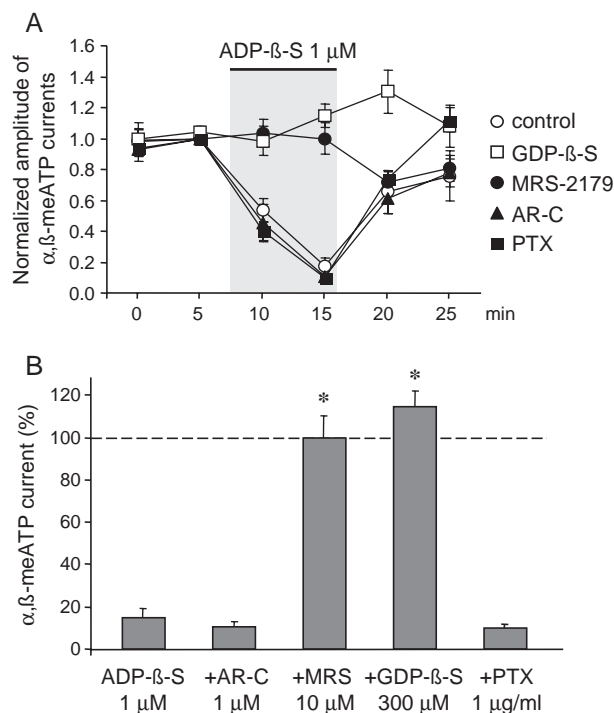 A
ADP-ß-S 1 μM
Normalized amplitude of
α,ß-meATP currents
1.6
1.4
1.2
1.0
0.8
0.6
0.4
0.2
0.0
0 5 10 15 20 25 min
control
GDP-ß-S
MRS-2179
AR-C
PTX
B
α,ß-meATP current (%)
120
100
80
60
40
20
0
* *
ADP-ß-S +AR-C +MRS +GDP-ß-S +PTX
1 μM 1 μM 10 μM 300 μM 1 μg/ml